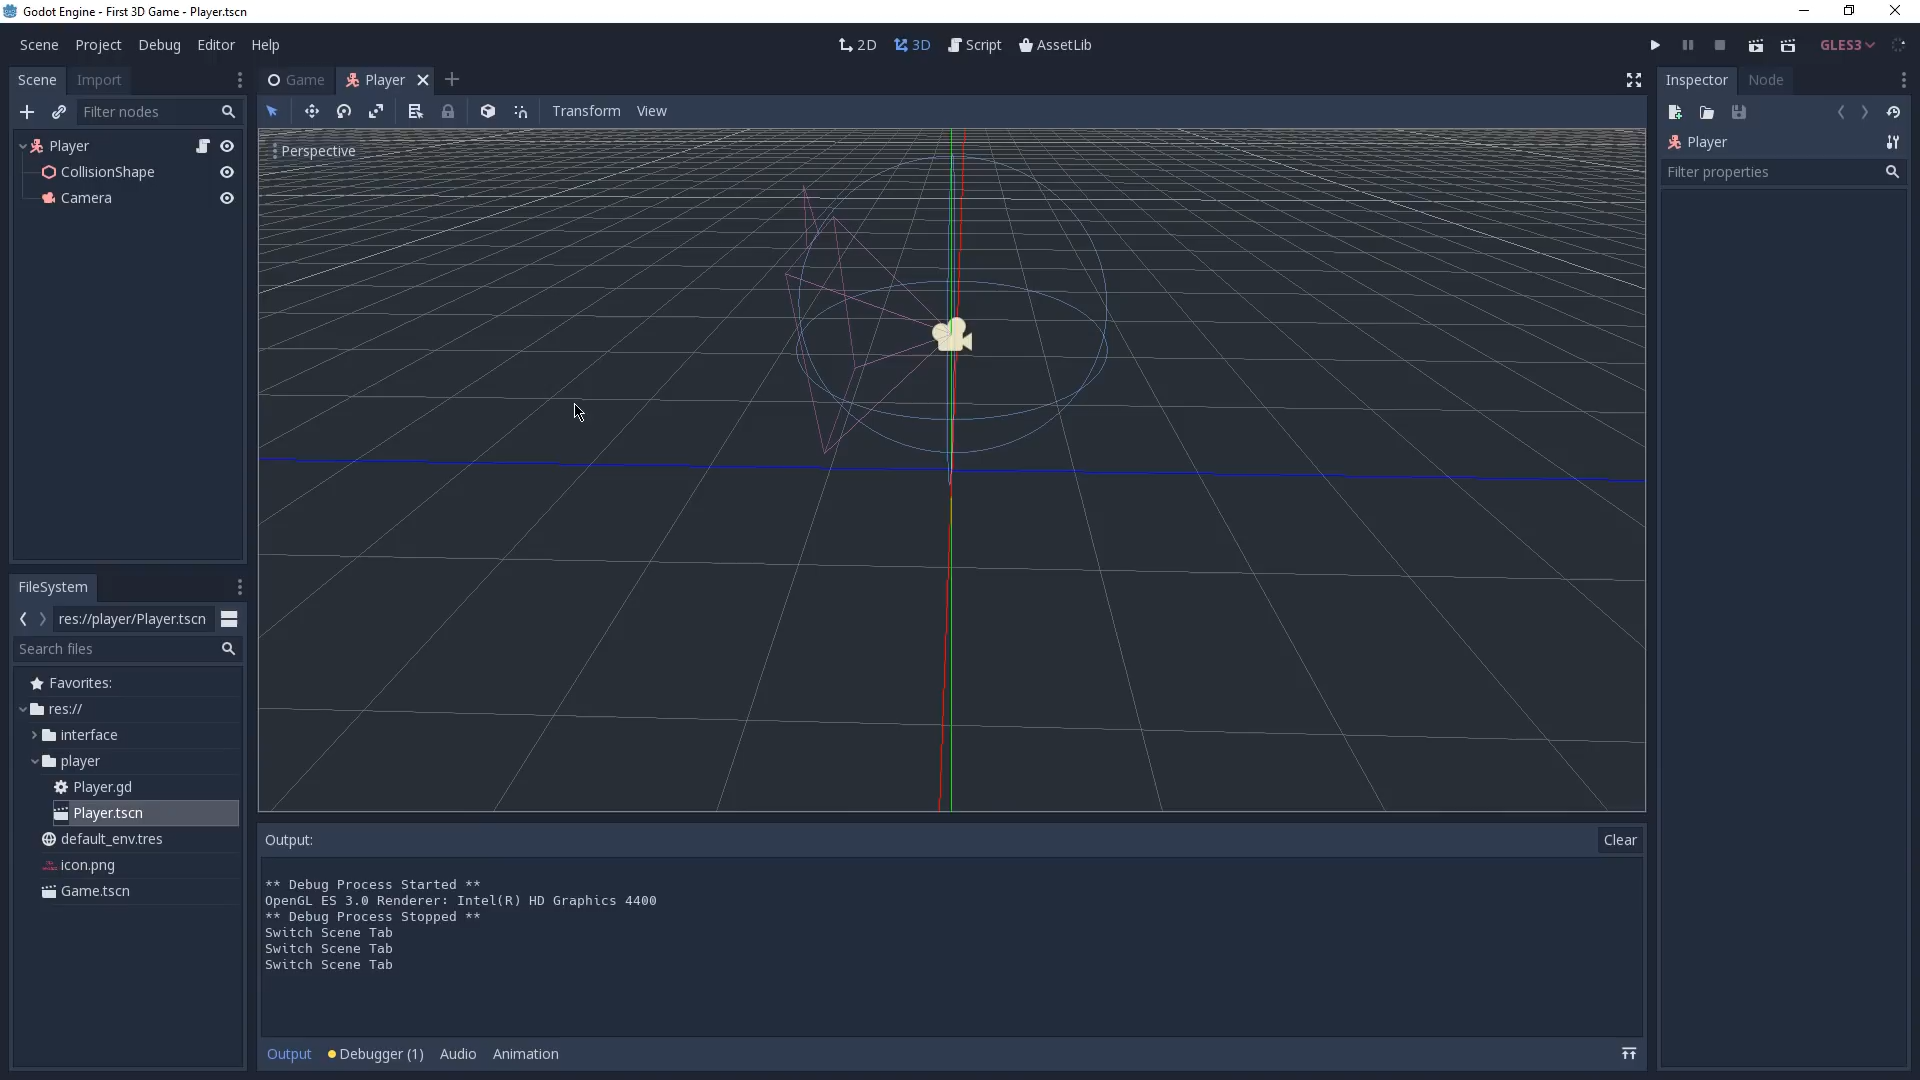 Godot Engine - First 3D Game - Player.tscn
Scene Project Debug Editor Help
2D 3D Script AssetLib
GLES3
Scene Import
Game Player
Inspector Node
Filter nodes
Transform View
Player
Filter properties
Perspective
Player
CollisionShape
Camera
FileSystem
res://player/Player.tscn
Search files
Favorites:
res://
interface
player
Player.gd
Player.tscn
default_env.tres
icon.png
Game.tscn
Output:
Clear
** Debug Process Started **
OpenGL ES 3.0 Renderer: Intel(R) HD Graphics 4400
** Debug Process Stopped **
Switch Scene Tab
Switch Scene Tab
Switch Scene Tab
Output Debugger (1) Audio Animation